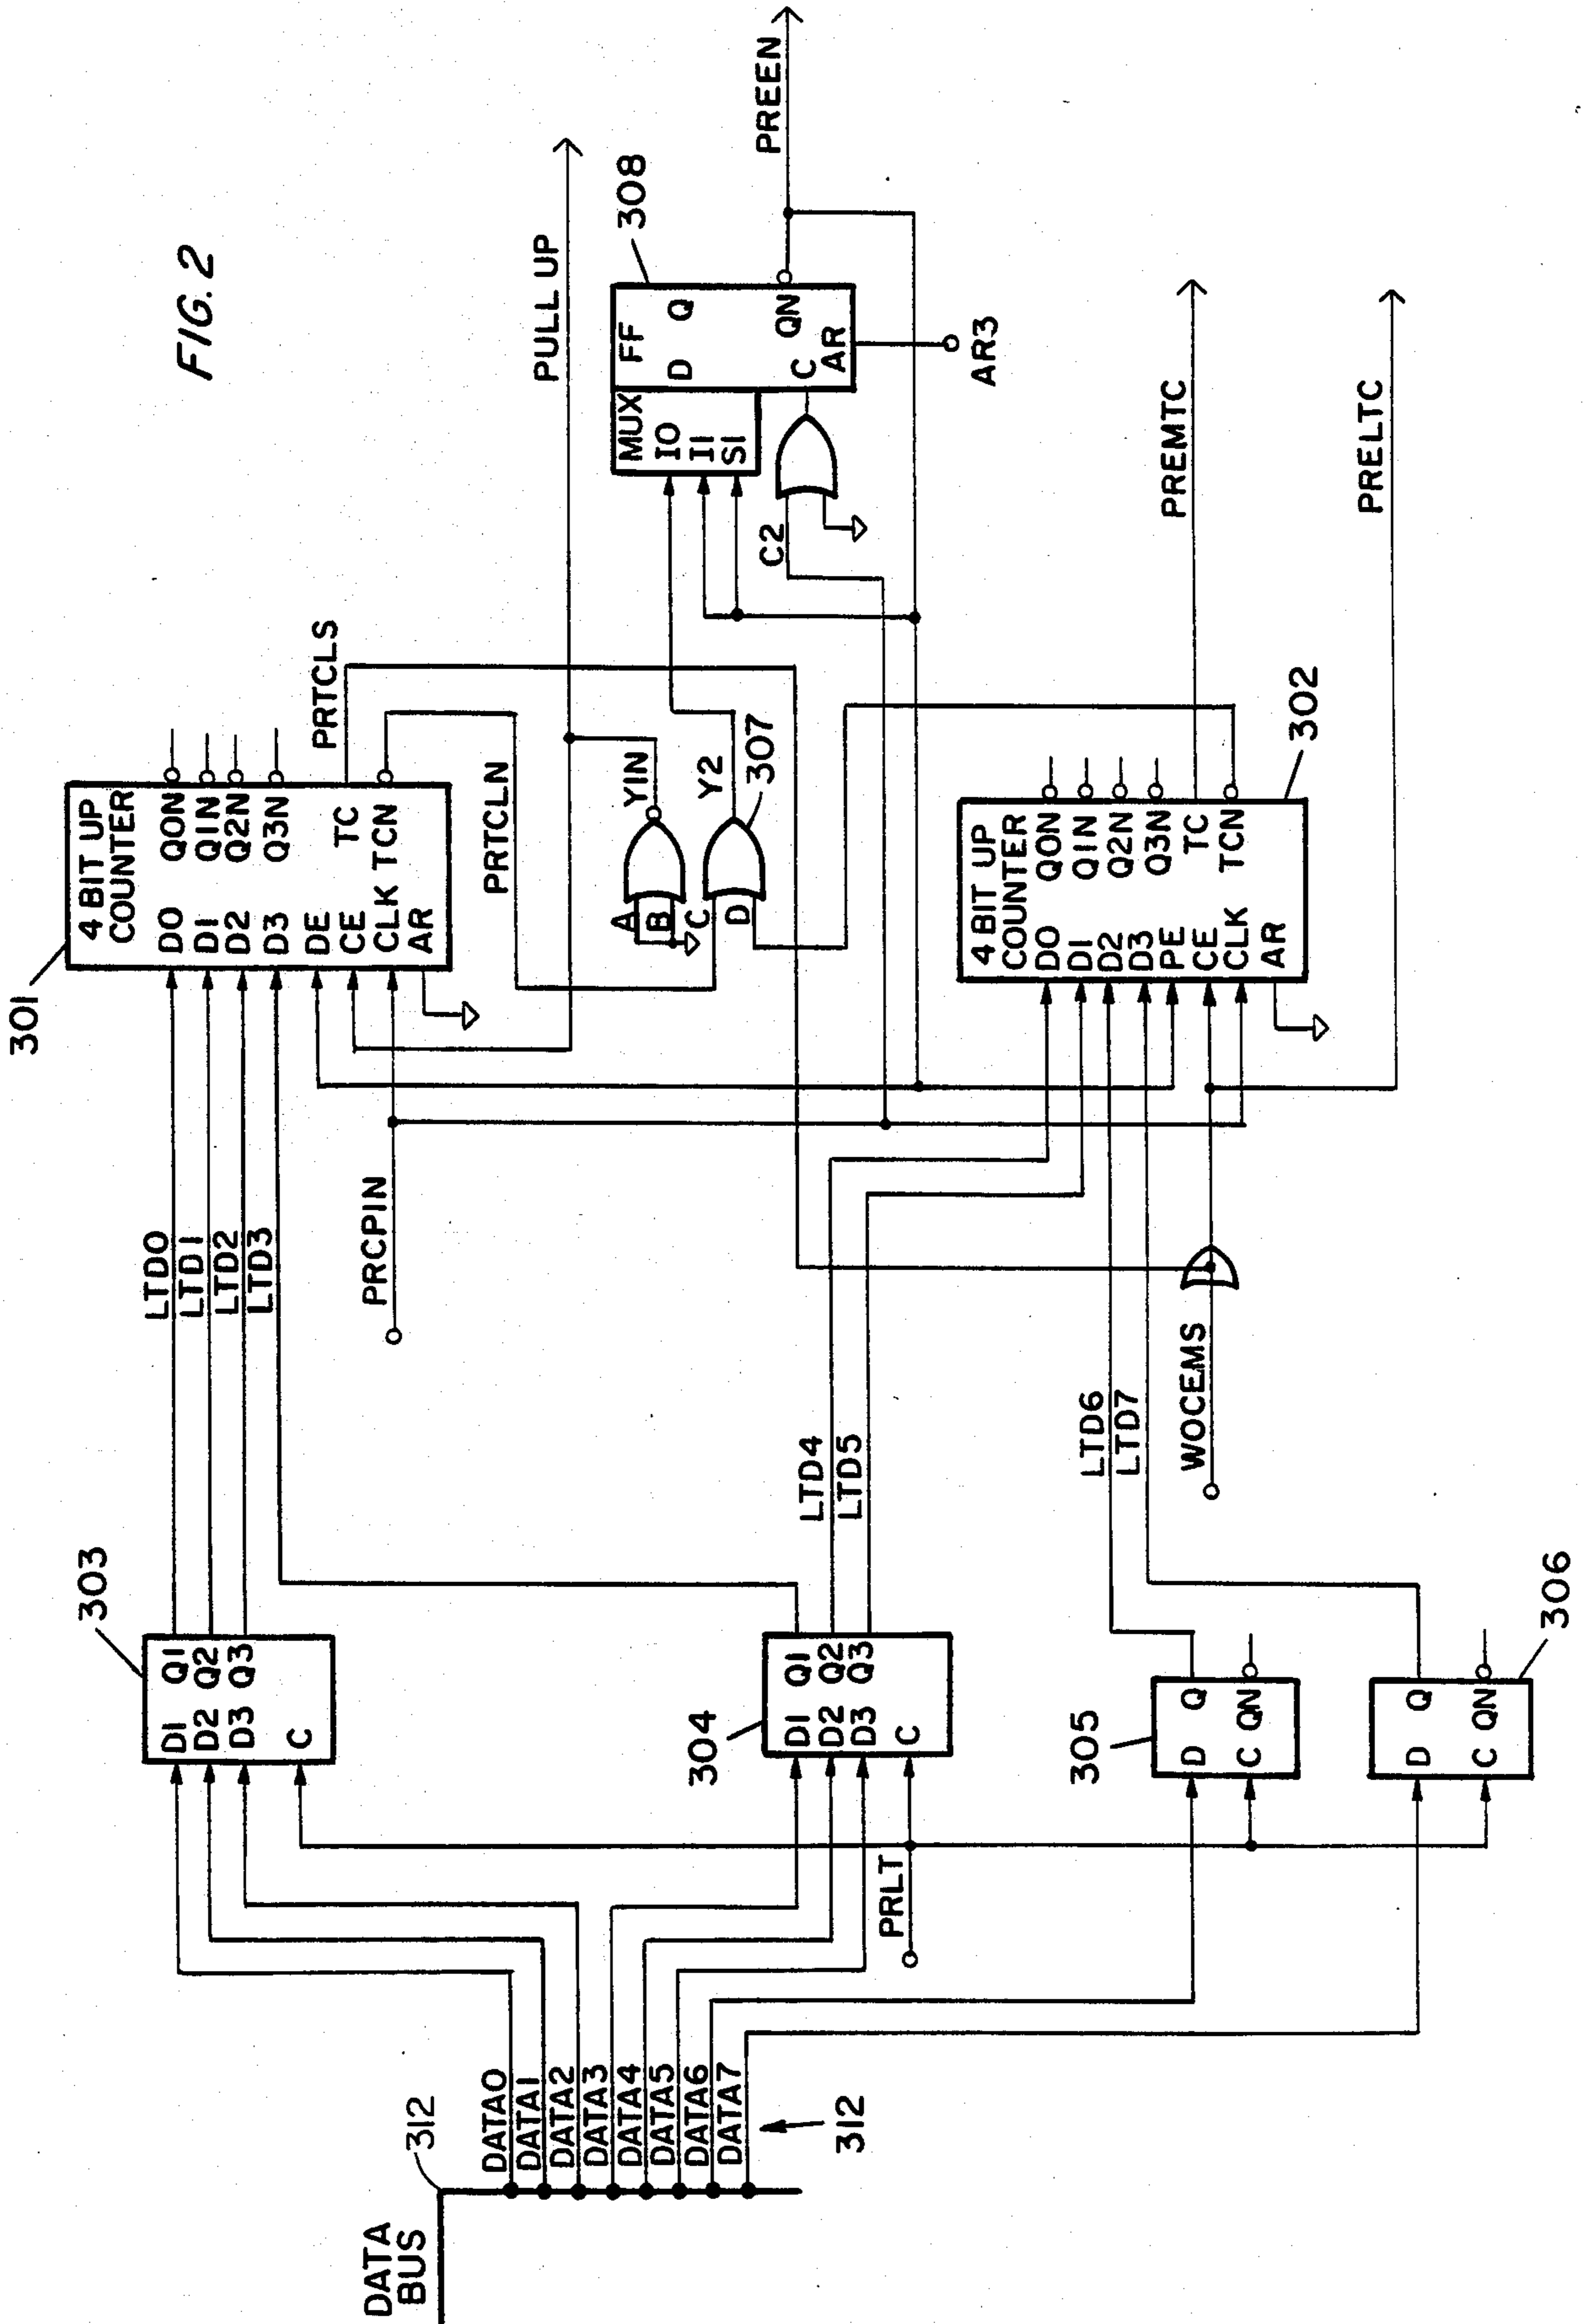 FIG. 2
DATA
BUS
312
DATA0
DATA1
DATA2
DATA3
DATA4
DATA5
DATA6
DATA7
312
303
D1 Q1
D2 Q2
D3 Q3
C
304
D1 Q1
D2 Q2
D3 Q3
C
PRLT
305
D Q
C QN
306
D Q
C QN
LTD0
LTD1
LTD2
LTD3
LTD4
LTD5
LTD6
LTD7
PRCPIN
WOCEMS
301
4 BIT UP
COUNTER
D0 Q0N
D1 Q1N
D2 Q2N
D3 Q3N
DE
CE TC
CLK TCN
AR
PRTCLS
PRTCLN
A
B
C
D
Y1N
Y2
307
302
4 BIT UP
COUNTER
D0 Q0N
D1 Q1N
D2 Q2N
D3 Q3N
PE TC
CE TCN
CLK
AR
PULL UP
308
MUX FF
I0 D Q
I1
S1 QN
C
AR
C2
AR3
PREEN
PREMTC
PRELTC